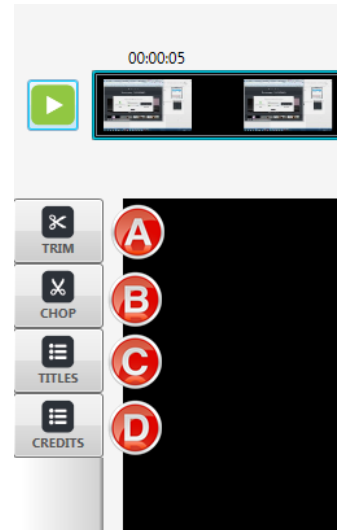 00:00:05
TRIM
A
CHOP
B
TITLES
C
CREDITS
D